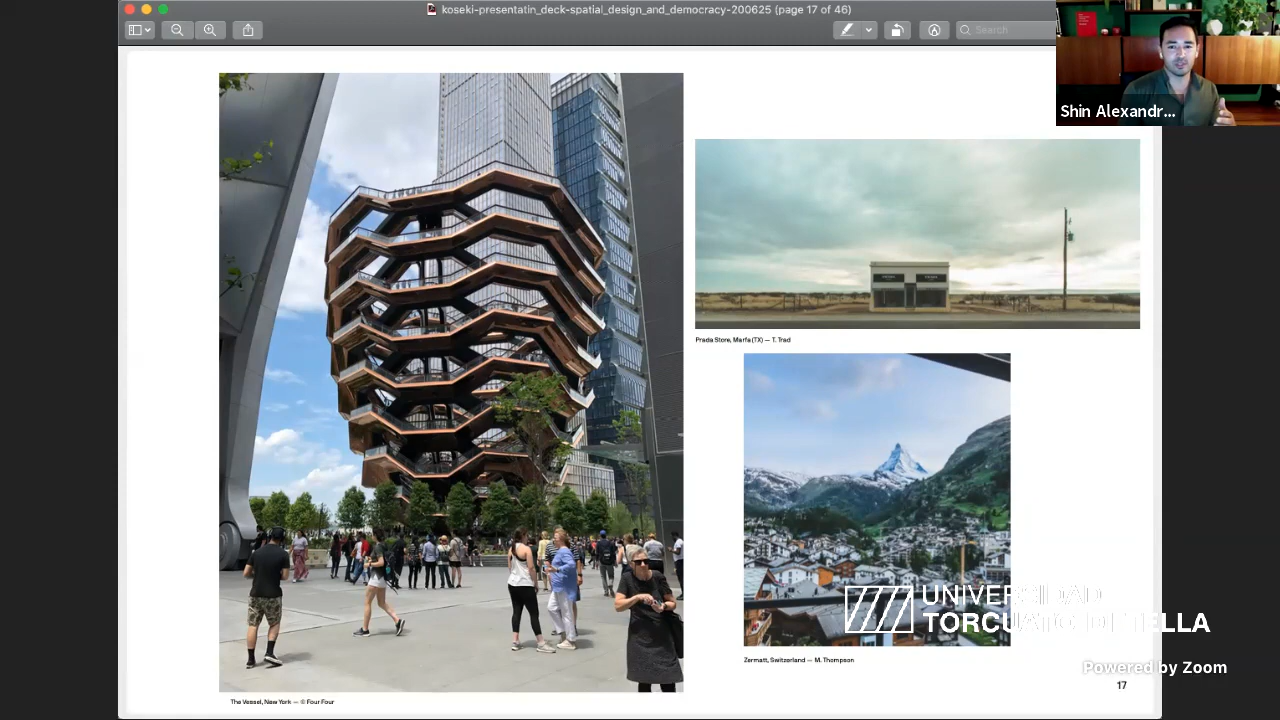 koseki-presentatin_deck-spatial_design_and_democracy-200625 (page 17 of 46)
Search
Shin Alexandr...
Prada Store, Marfa (TX) — T. Trad
UNIVERSIDAD
TORCUATO DI TELLA
Zermatt, Switzerland — M. Thompson
Powered by Zoom
17
The Vessel, New York — © Four Four